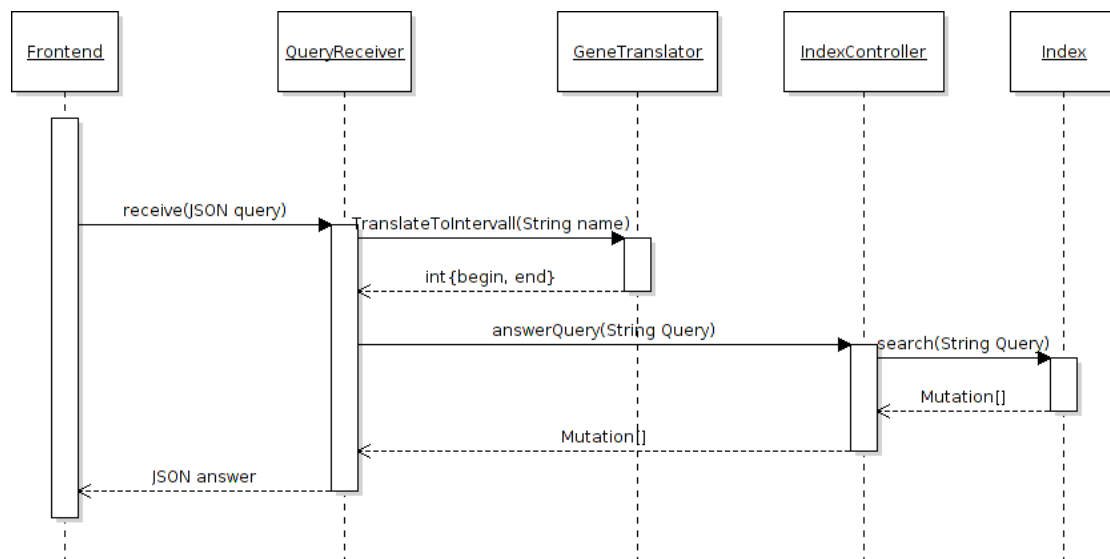 Frontend
QueryReceiver
GeneTranslator
IndexController
Index
receive(JSON query)
TranslateToIntervall(String name)
int{begin, end}
answerQuery(String Query)
search(String Query)
Mutation[]
Mutation[]
JSON answer